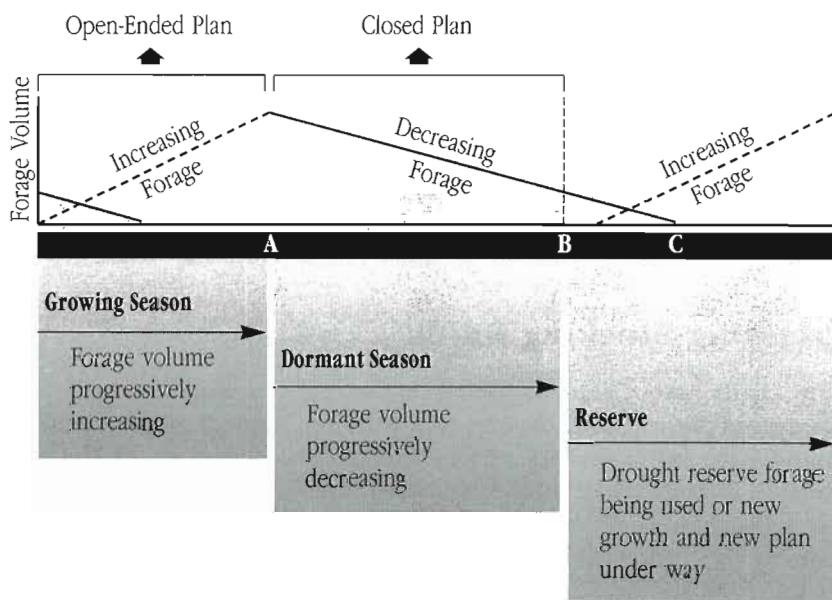 Open-Ended Plan
Closed Plan
Forage Volume
Increasing
Forage
Decreasing
Forage
Increasing
Forage
A
B
C
Growing Season
Forage volume
progressively
increasing
Dormant Season
Forage volume
progressively
decreasing
Reserve
Drought reserve forage
being used or new
growth and new plan
under way